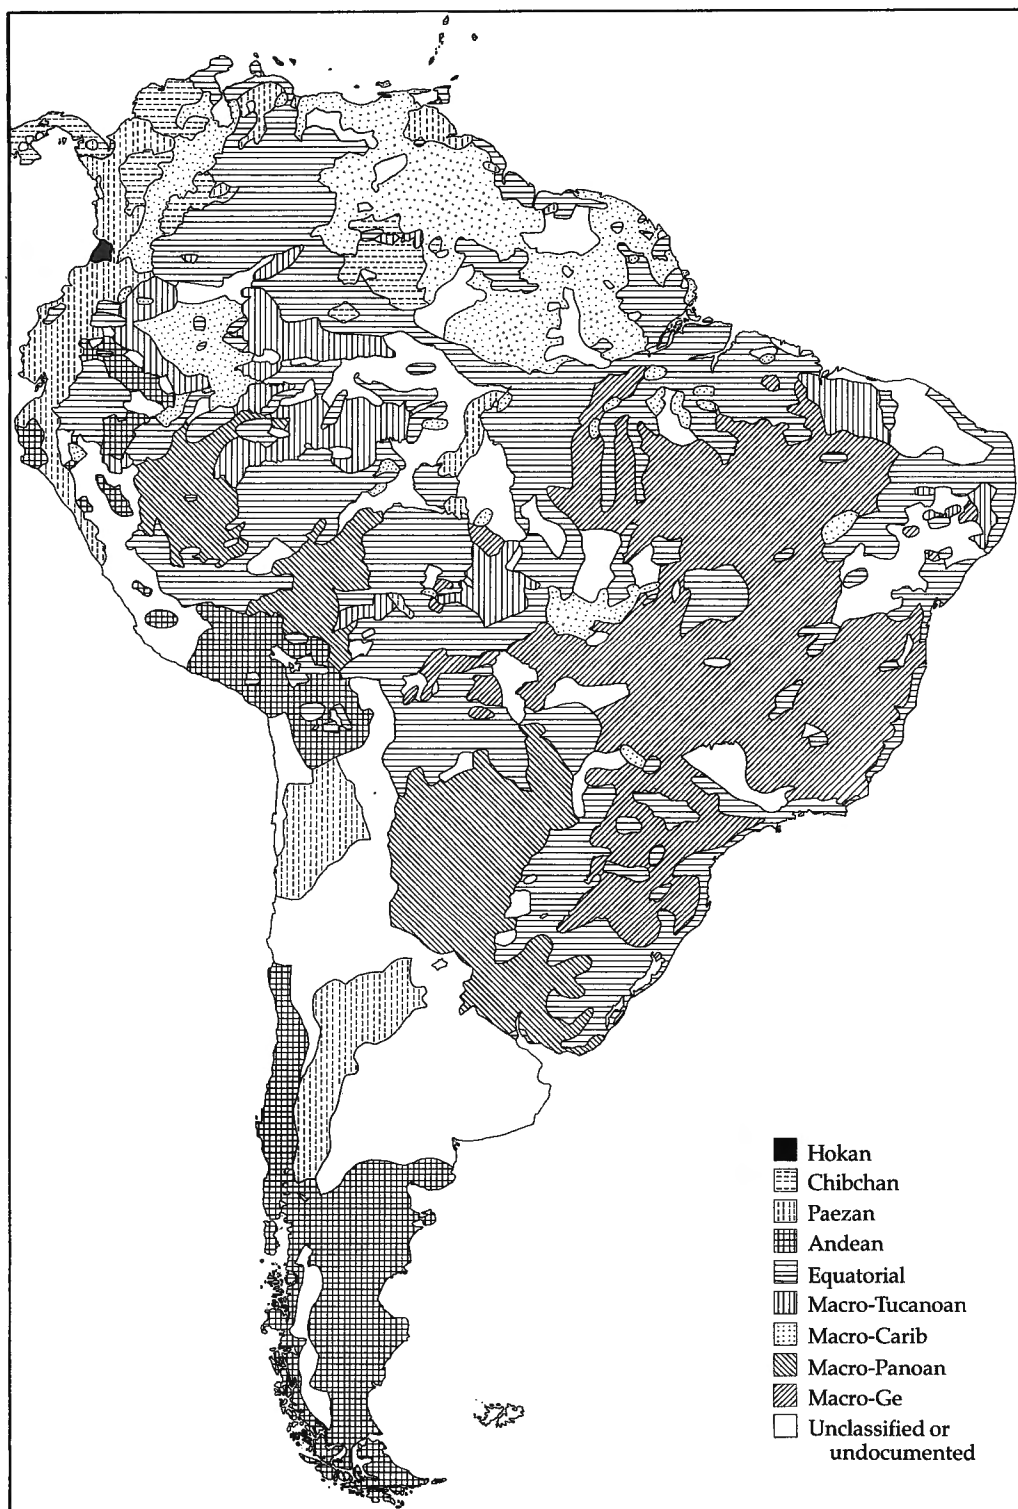 Hokan
Chibchan
Paezan
Andean
Equatorial
Macro-Tucanoan
Macro-Carib
Macro-Panoan
Macro-Ge
Unclassified or
undocumented